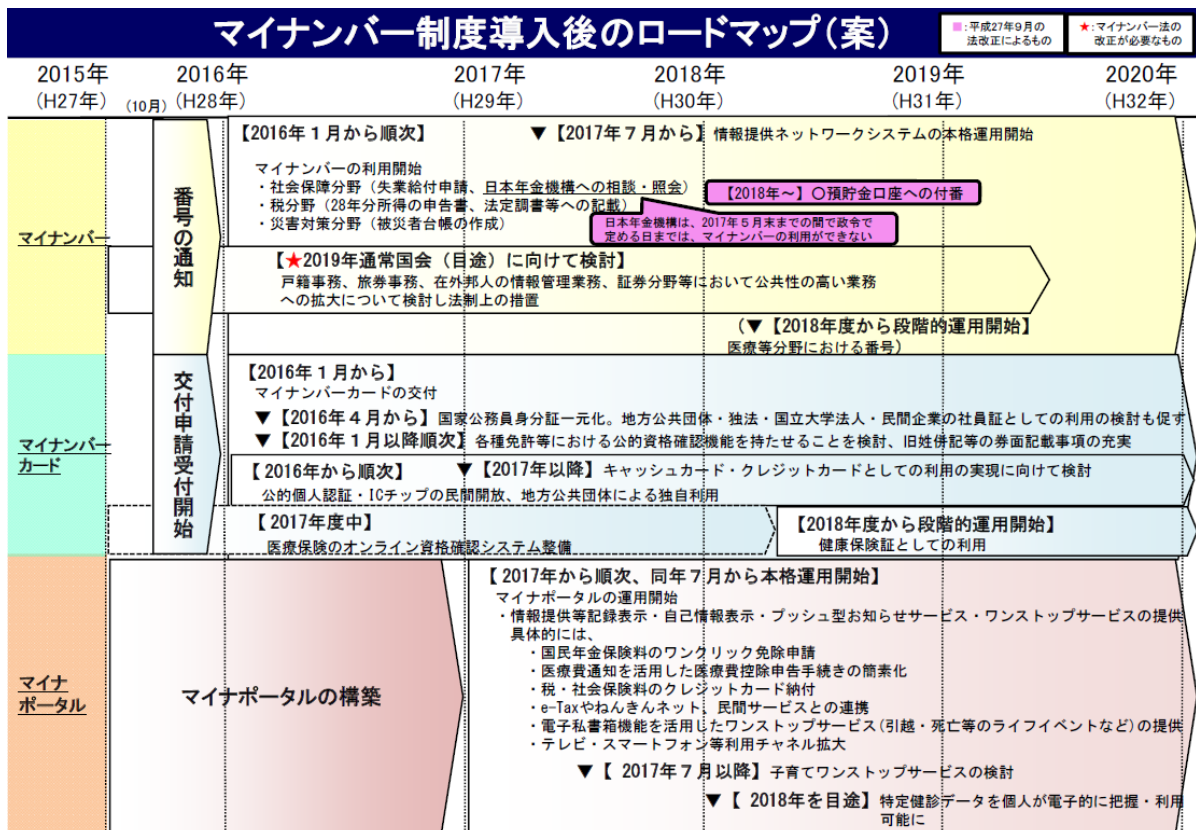 マイナンバー制度導入後のロードマップ（案）
■：平成27年9月の
法改正によるもの
★：マイナンバー法の
改正が必要なもの
2015年
（H27年）
（10月）
2016年
（H28年）
2017年
（H29年）
2018年
（H30年）
2019年
（H31年）
2020年
（H32年）
マイナンバー
番号の通知
【2016年１月から順次】
マイナンバーの利用開始
・社会保障分野（失業給付申請、日本年金機構への相談・照会）
・税分野（28年分所得の申告書、法定調書等への記載）
・災害対策分野（被災者台帳の作成）
▼【2017年７月から】情報提供ネットワークシステムの本格運用開始
【2018年～】〇預貯金口座への付番
日本年金機構は、2017年５月末までの間で政令で
定める日までは、マイナンバーの利用ができない
【★2019年通常国会（目途）に向けて検討】
戸籍事務、旅券事務、在外邦人の情報管理業務、証券分野等において公共性の高い業務
への拡大について検討し法制上の措置
（▼【2018年度から段階的運用開始】
医療等分野における番号）
マイナンバー
カード
交付申請受付開始
【2016年１月から】
マイナンバーカードの交付
▼【2016年４月から】国家公務員身分証一元化。地方公共団体・独法・国立大学法人・民間企業の社員証としての利用の検討も促す
▼【2016年１月以降順次】各種免許等における公的資格確認機能を持たせることを検討、旧姓併記等の券面記載事項の充実
【2016年から順次】
公的個人認証・ICチップの民間開放、地方公共団体による独自利用
▼【2017年以降】キャッシュカード・クレジットカードとしての利用の実現に向けて検討
【2017年度中】
医療保険のオンライン資格確認システム整備
【2018年度から段階的運用開始】
健康保険証としての利用
マイナ
ポータル
マイナポータルの構築
【2017年から順次、同年７月から本格運用開始】
マイナポータルの運用開始
・情報提供等記録表示・自己情報表示・プッシュ型お知らせサービス・ワンストップサービスの提供
具体的には、
・国民年金保険料のワンクリック免除申請
・医療費通知を活用した医療費控除申告手続きの簡素化
・税・社会保険料のクレジットカード納付
・e-Taxやねんきんネット、民間サービスとの連携
・電子私書箱機能を活用したワンストップサービス（引越・死亡等のライフイベントなど）の提供
・テレビ・スマートフォン等利用チャネル拡大
▼【 2017年７月以降】子育てワンストップサービスの検討
▼【 2018年を目途】特定健診データを個人が電子的に把握・利用
可能に